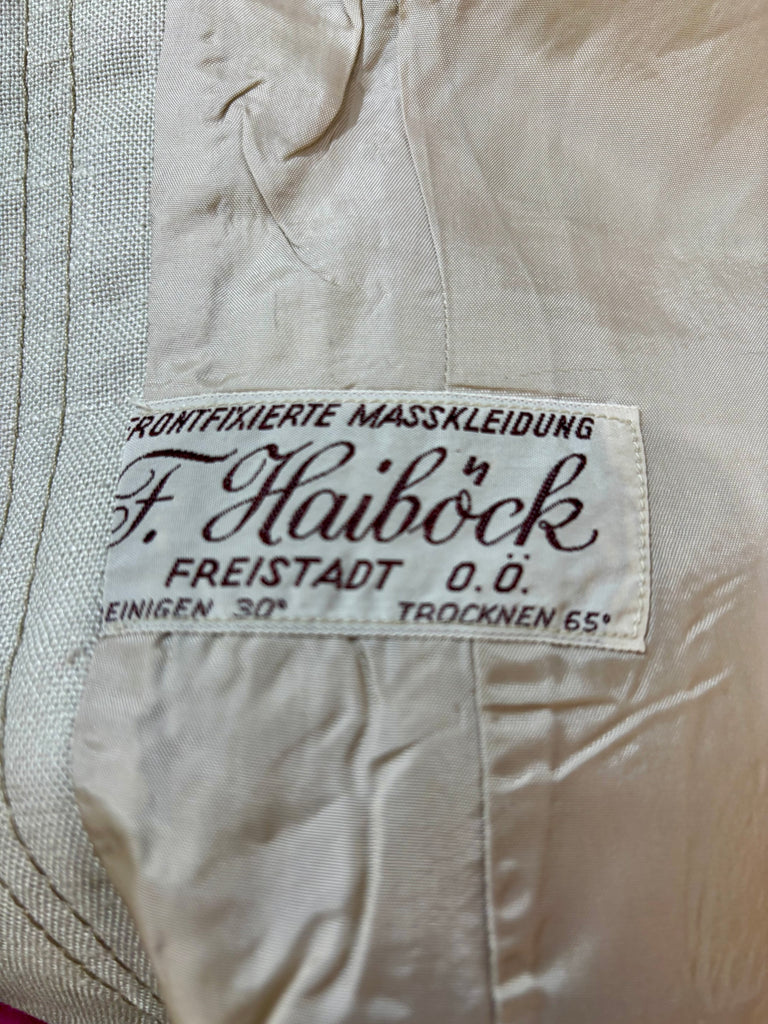 FRONTFIXIERTE MASSKLEIDUNG
F. Haiböck
FREISTADT O.Ö.
EINIGEN 30° TROCKNEN 65°